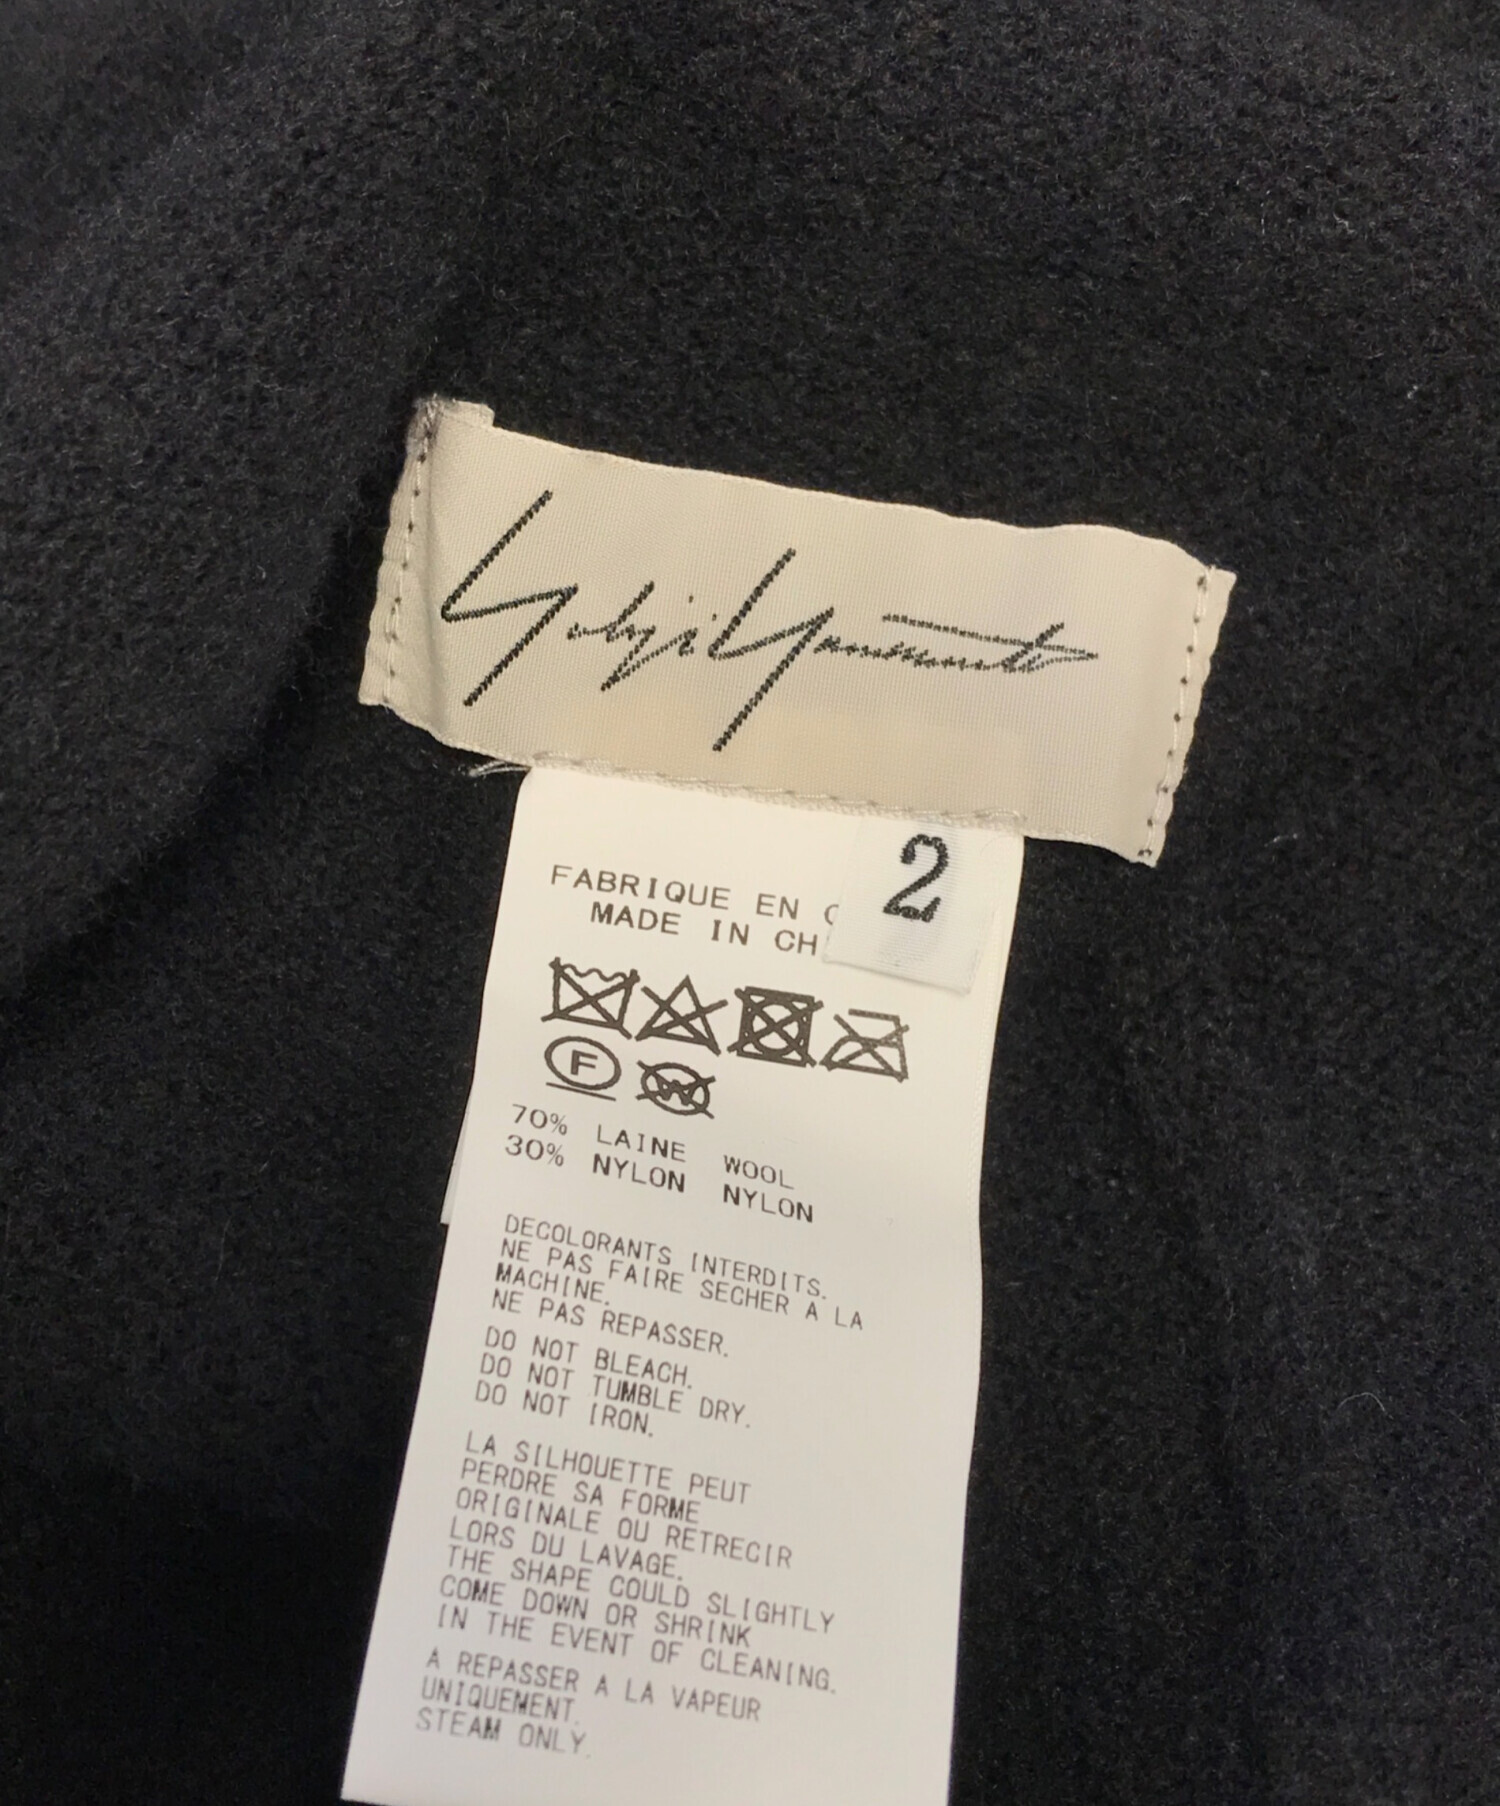 Yohji Yamamoto
2
FABRIQUE EN C
MADE IN CH
F
W
70% LAINE WOOL
30% NYLON NYLON
DECOLORANTS INTERDITS.
NE PAS FAIRE SECHER A LA
MACHINE.
NE PAS REPASSER.
DO NOT BLEACH.
DO NOT TUMBLE DRY.
DO NOT IRON.
LA SILHOUETTE PEUT
PERDRE SA FORME
ORIGINALE OU RETRECIR
LORS DU LAVAGE.
THE SHAPE COULD SLIGHTLY
COME DOWN OR SHRINK
IN THE EVENT OF CLEANING.
A REPASSER A LA VAPEUR
UNIQUEMENT.
STEAM ONLY.